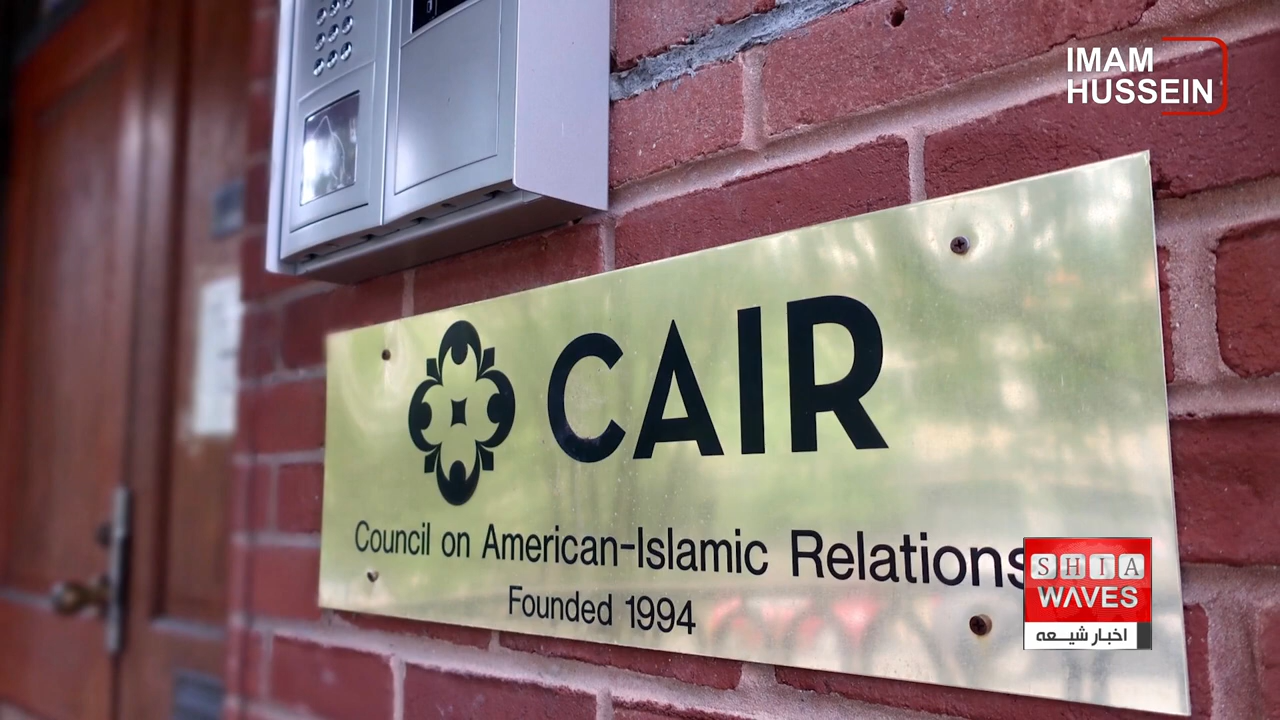 IMAM
HUSSEIN
CAIR
Council on American-Islamic Relations
Founded 1994
SHIA
WAVES
اخبار شیعه